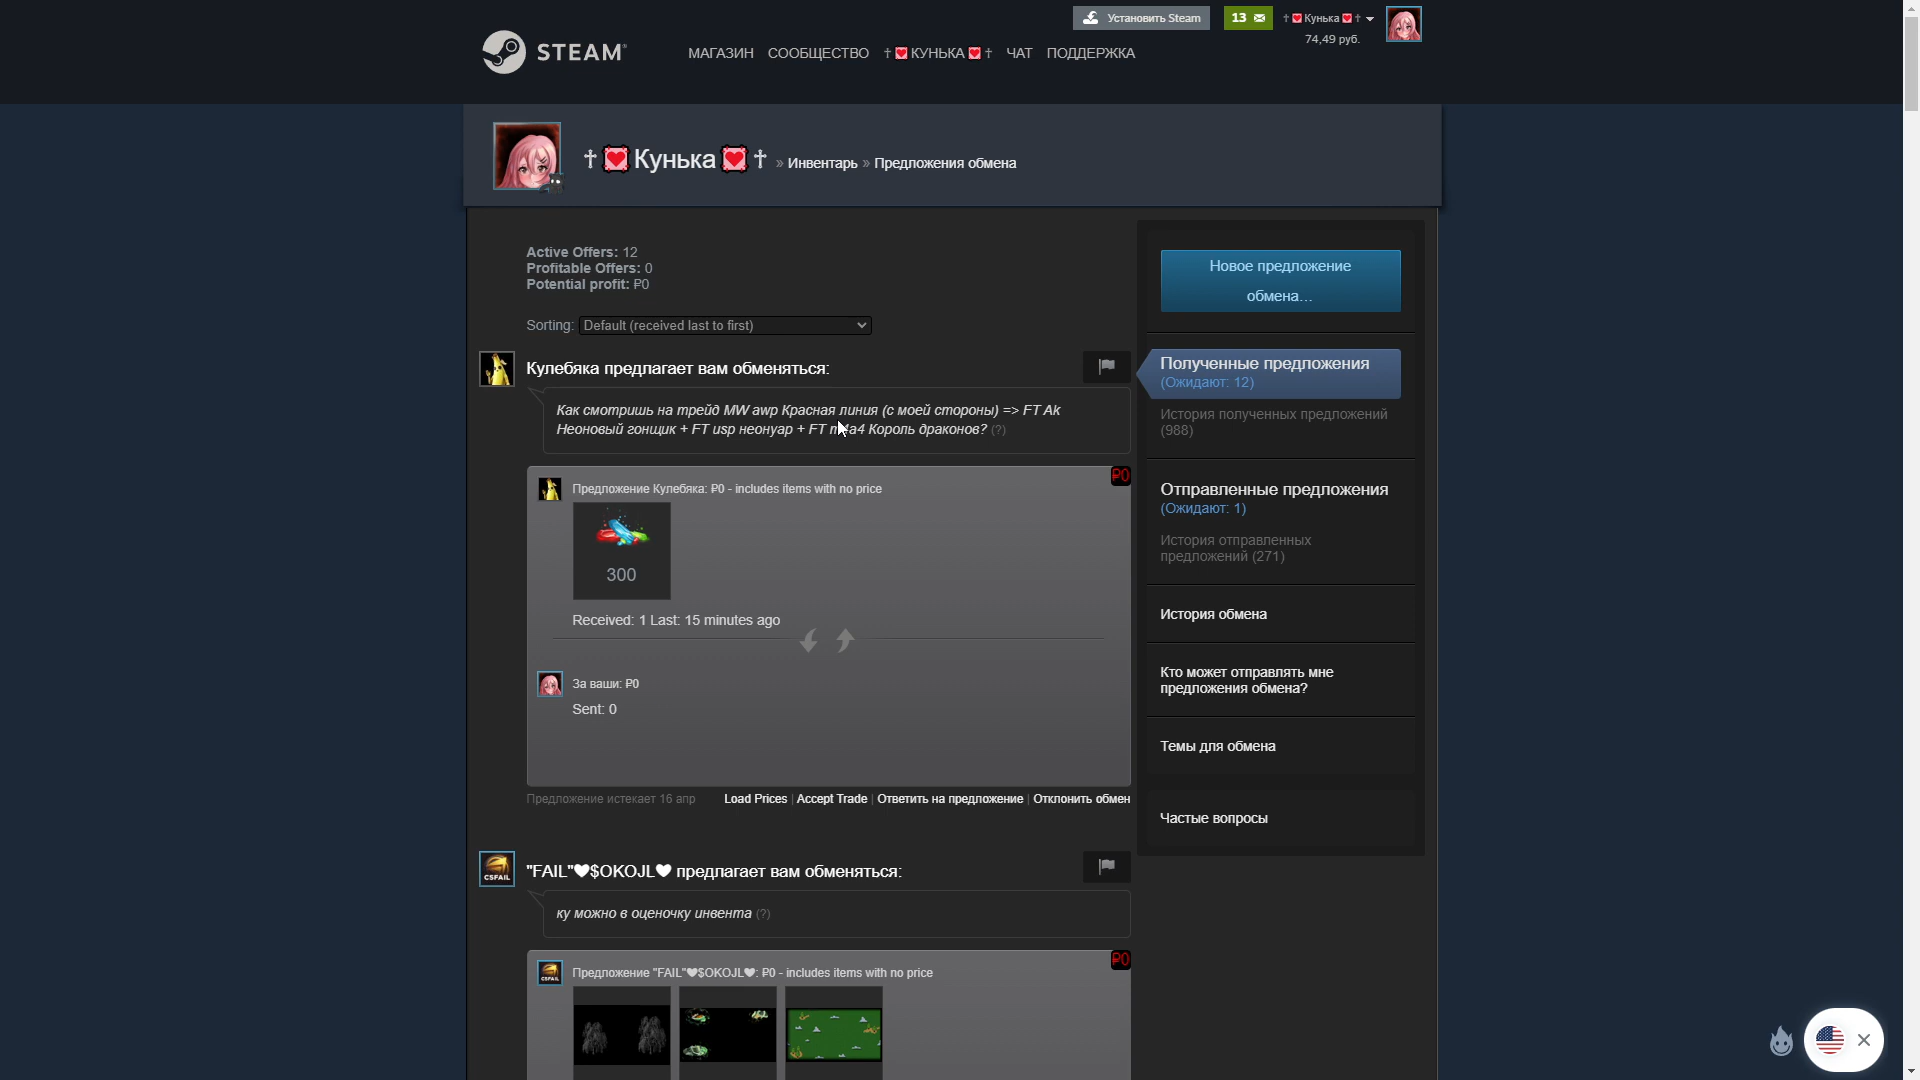 Установить Steam
13
†💟Кунька💟†
74,49 руб.
STEAM
МАГАЗИН СООБЩЕСТВО †💟КУНЬКА💟† ЧАТ ПОДДЕРЖКА
†💟Кунька💟† » Инвентарь » Предложения обмена
Active Offers: 12
Profitable Offers: 0
Potential profit: ₽0
Sorting: Default (received last to first)
Кулебяка предлагает вам обменяться:
Как смотришь на трейд MW awp Красная линия (с моей стороны) => FT Ak
Неоновый гонщик + FT usp неонуар + FT m4a4 Король драконов? (?)
₽0
Предложение Кулебяка: ₽0 - includes items with no price
300
Received: 1 Last: 15 minutes ago
За ваши: ₽0
Sent: 0
Предложение истекает 16 апр
Load Prices | Accept Trade | Ответить на предложение | Отклонить обмен
CSFAIL
"FAIL"♥$OKOJL♥ предлагает вам обменяться:
ку можно в оценочку инвента (?)
₽0
CSFAIL
Предложение "FAIL"♥$OKOJL♥: ₽0 - includes items with no price
Новое предложение
обмена…
Полученные предложения
(Ожидают: 12)
История полученных предложений
(988)
Отправленные предложения
(Ожидают: 1)
История отправленных
предложений (271)
История обмена
Кто может отправлять мне
предложения обмена?
Темы для обмена
Частые вопросы